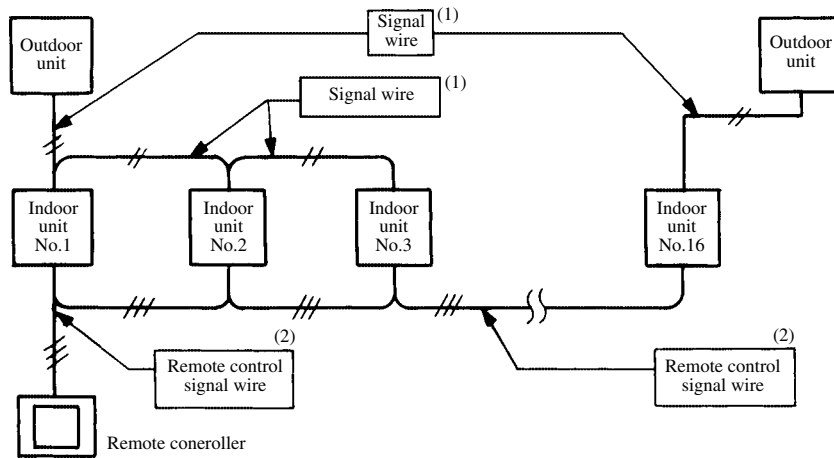 (1)
Signal
wire
Outdoor
unit
Outdoor
unit
(1)
Signal wire
Indoor
unit
No.1
Indoor
unit
No.2
Indoor
unit
No.3
Indoor
unit
No.16
(2)
Remote control
signal wire
(2)
Remote control
signal wire
Remote coneroller